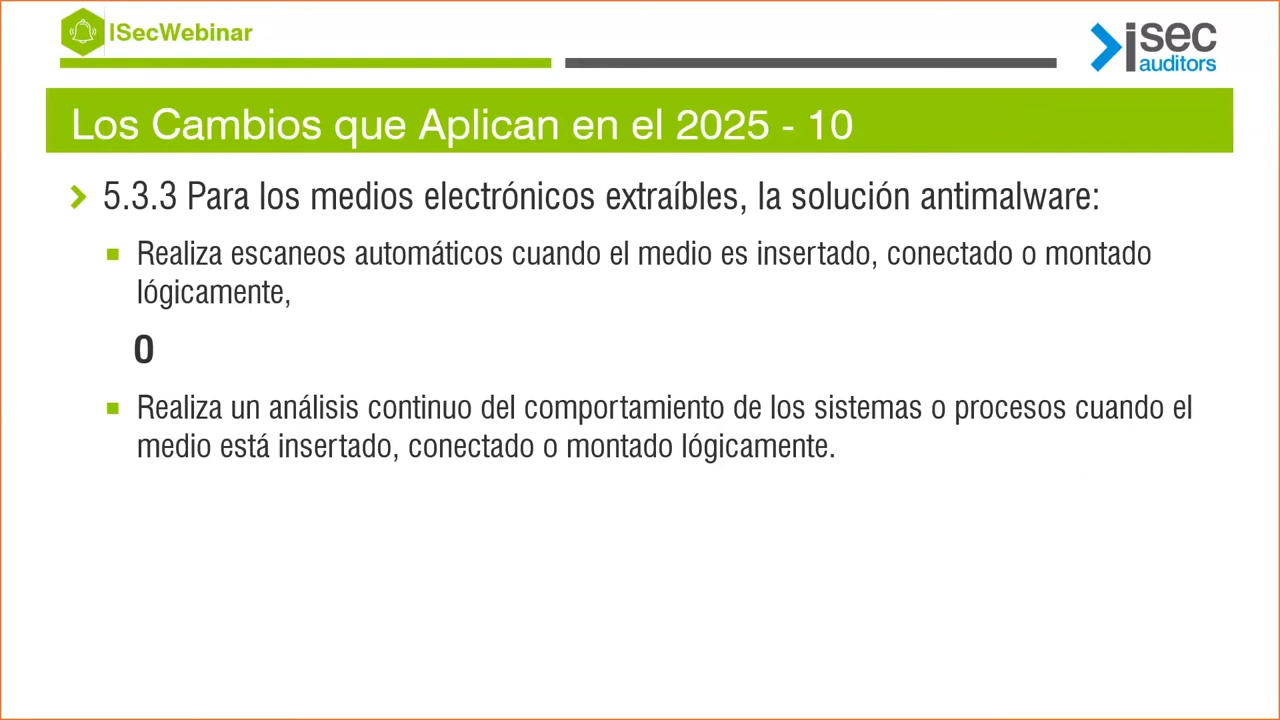 ISecWebinar
isec
auditors
Los Cambios que Aplican en el 2025 - 10
5.3.3 Para los medios electrónicos extraíbles, la solución antimalware:
Realiza escaneos automáticos cuando el medio es insertado, conectado o montado
lógicamente,
O
Realiza un análisis continuo del comportamiento de los sistemas o procesos cuando el
medio está insertado, conectado o montado lógicamente.